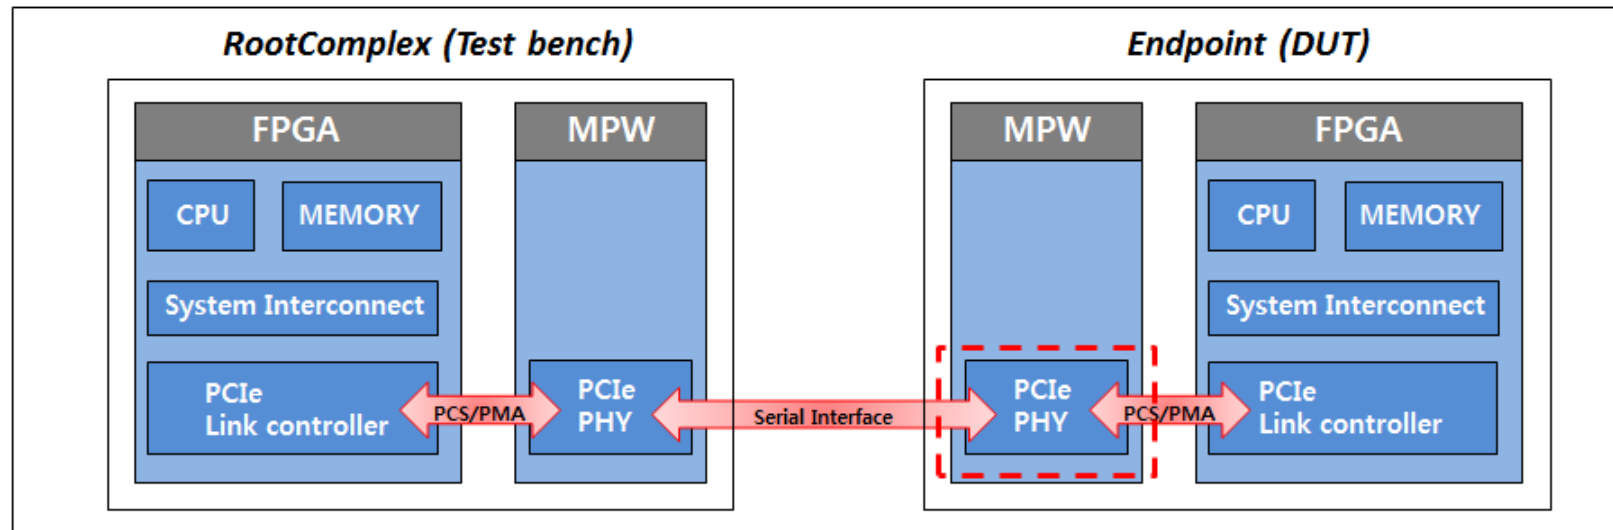 RootComplex (Test bench)
Endpoint (DUT)
FPGA
MPW
MPW
FPGA
CPU
MEMORY
CPU
MEMORY
System Interconnect
System Interconnect
PCIe
Link controller
PCS/PMA
PCIe
PHY
Serial Interface
PCIe
PHY
PCS/PMA
PCIe
Link controller